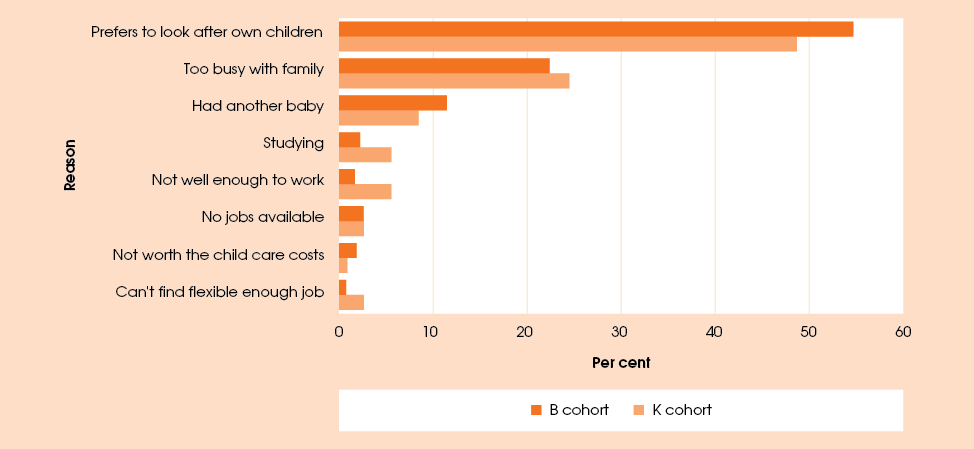 Reason
Prefers to look after own children
Too busy with family
Had another baby
Studying
Not well enough to work
No jobs available
Not worth the child care costs
Can't find flexible enough job
0 10 20 30 40 50 60
Per cent
B cohort K cohort